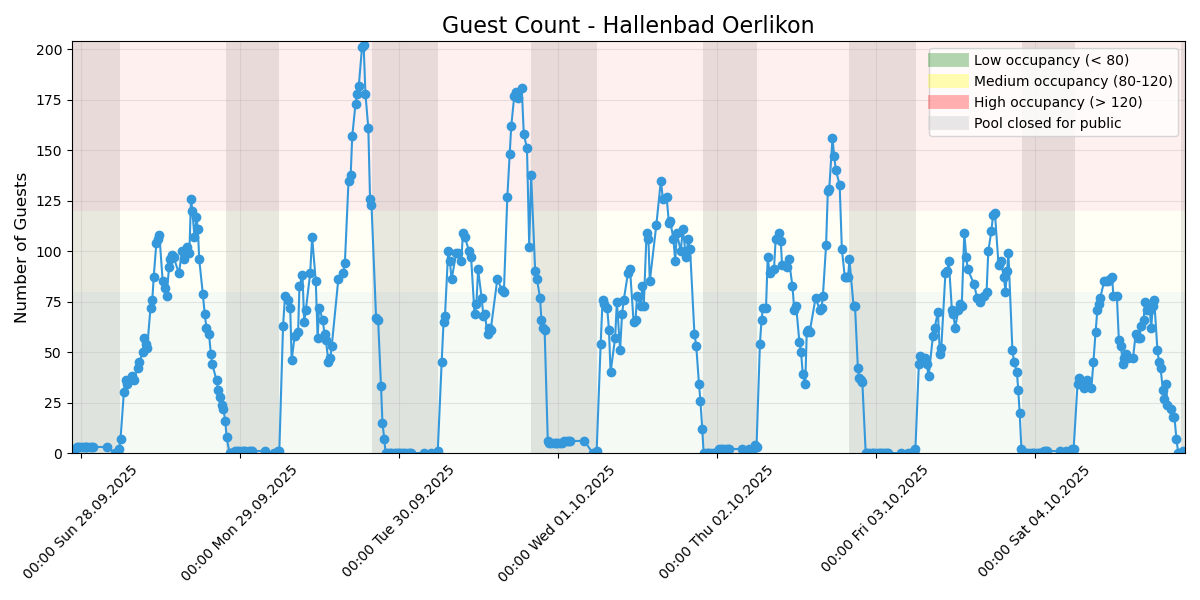 Guest Count - Hallenbad Oerlikon
Number of Guests
200
175
150
125
100
75
50
25
0
Low occupancy (< 80)
Medium occupancy (80-120)
High occupancy (> 120)
Pool closed for public
00:00 Sun 28.09.2025
00:00 Mon 29.09.2025
00:00 Tue 30.09.2025
00:00 Wed 01.10.2025
00:00 Thu 02.10.2025
00:00 Fri 03.10.2025
00:00 Sat 04.10.2025